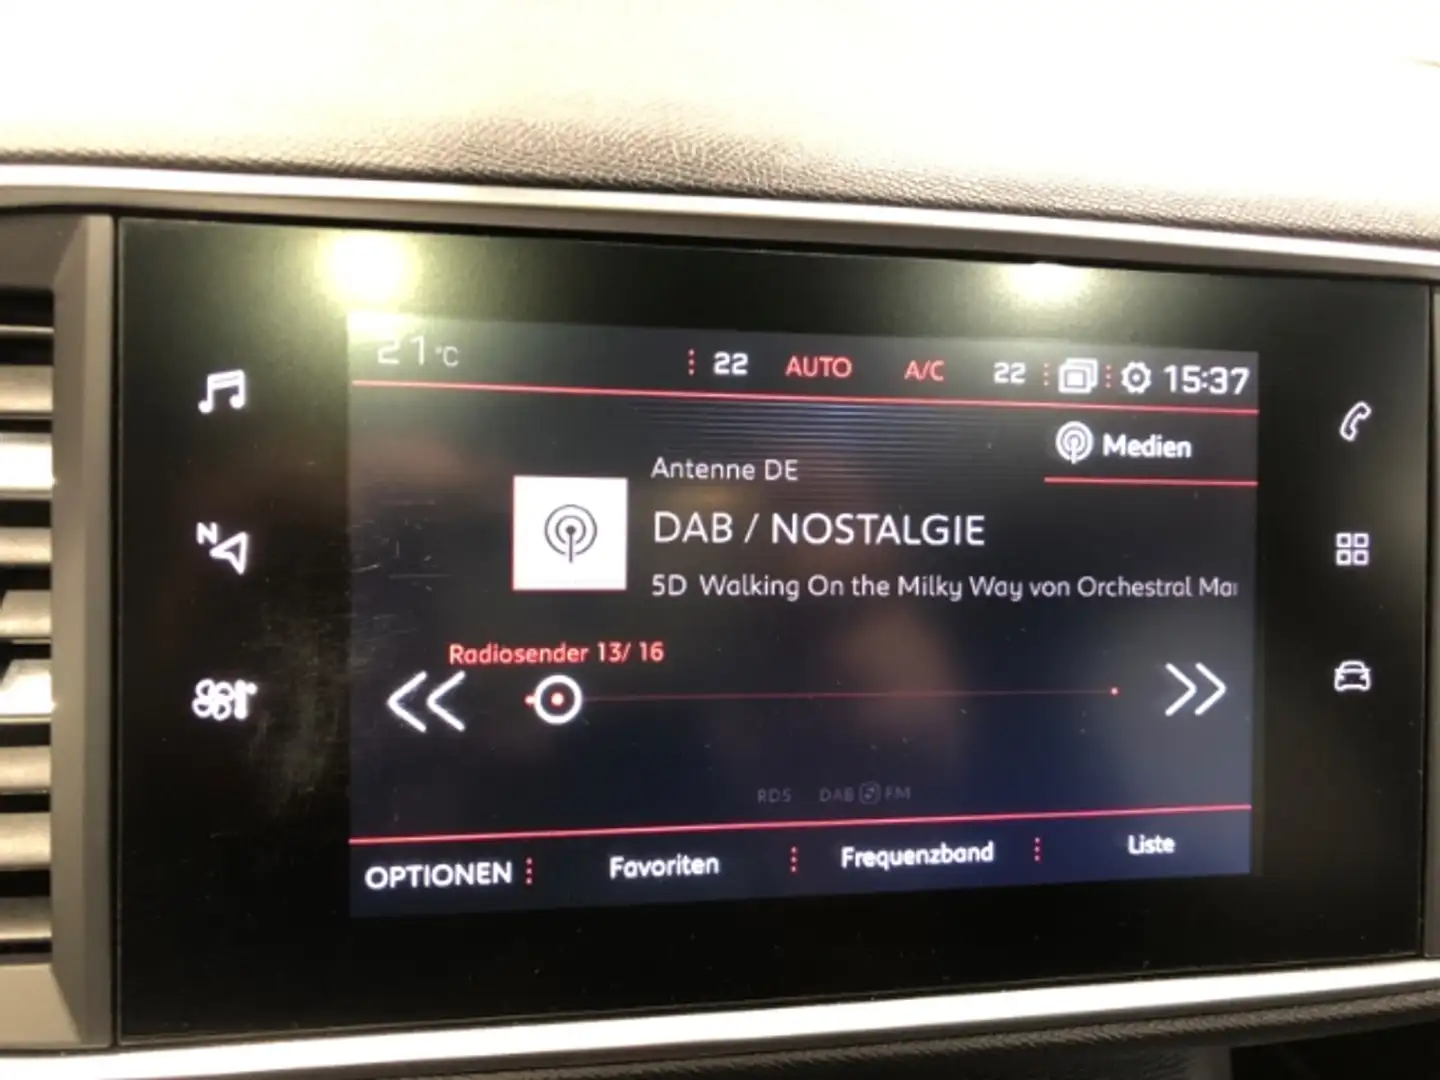 21°C 22 AUTO A/C 22 15:37
Medien
Antenne DE
DAB / NOSTALGIE
5D Walking On the Milky Way von Orchestral
Radiosender 13/ 16
N
RDS DAB FM
OPTIONEN Favoriten Frequenzband Liste